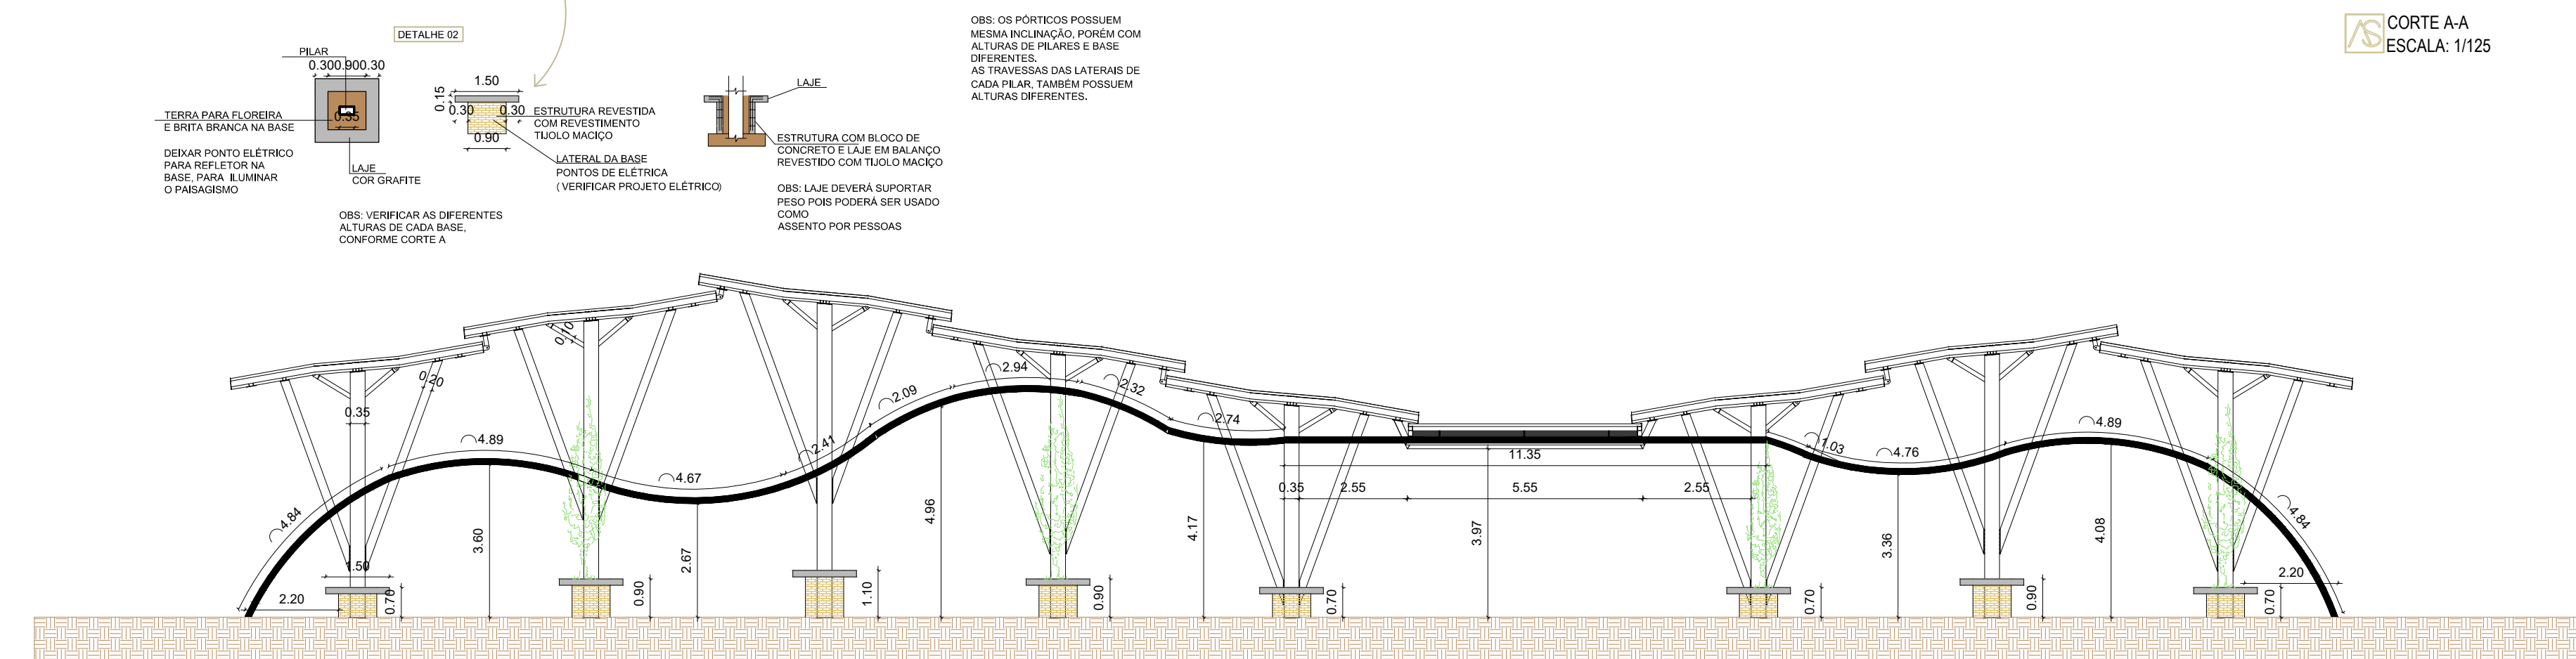 DETALHE 02
PILAR
0.300.900.30
0.35
TERRA PARA FLOREIRA
E BRITA BRANCA NA BASE
DEIXAR PONTO ELÉTRICO
PARA REFLETOR NA
BASE, PARA ILUMINAR
O PAISAGISMO
LAJE
COR GRAFITE
1.50
0.15
0.30
0.30
0.90
ESTRUTURA REVESTIDA
COM REVESTIMENTO
TIJOLO MACIÇO
LATERAL DA BASE
PONTOS DE ELÉTRICA
( VERIFICAR PROJETO ELÉTRICO)
OBS: VERIFICAR AS DIFERENTES
ALTURAS DE CADA BASE,
CONFORME CORTE A
LAJE
ESTRUTURA COM BLOCO DE
CONCRETO E LAJE EM BALANÇO
REVESTIDO COM TIJOLO MACIÇO
OBS: LAJE DEVERÁ SUPORTAR
PESO POIS PODERÁ SER USADO
COMO
ASSENTO POR PESSOAS
OBS: OS PÓRTICOS POSSUEM
MESMA INCLINAÇÃO, PORÉM COM
ALTURAS DE PILARES E BASE
DIFERENTES.
AS TRAVESSAS DAS LATERAIS DE
CADA PILAR, TAMBÉM POSSUEM
ALTURAS DIFERENTES.
AS
CORTE A-A
ESCALA: 1/125
0.10
0.20
0.35
4.84
4.89
4.67
2.41
2.09
2.94
2.32
2.74
1.03
4.76
4.89
4.84
11.35
0.35
2.55
5.55
2.55
3.60
2.67
4.96
4.17
3.97
3.36
4.08
1.50
2.20
0.70
0.90
1.10
0.90
0.70
0.70
0.90
0.70
2.20